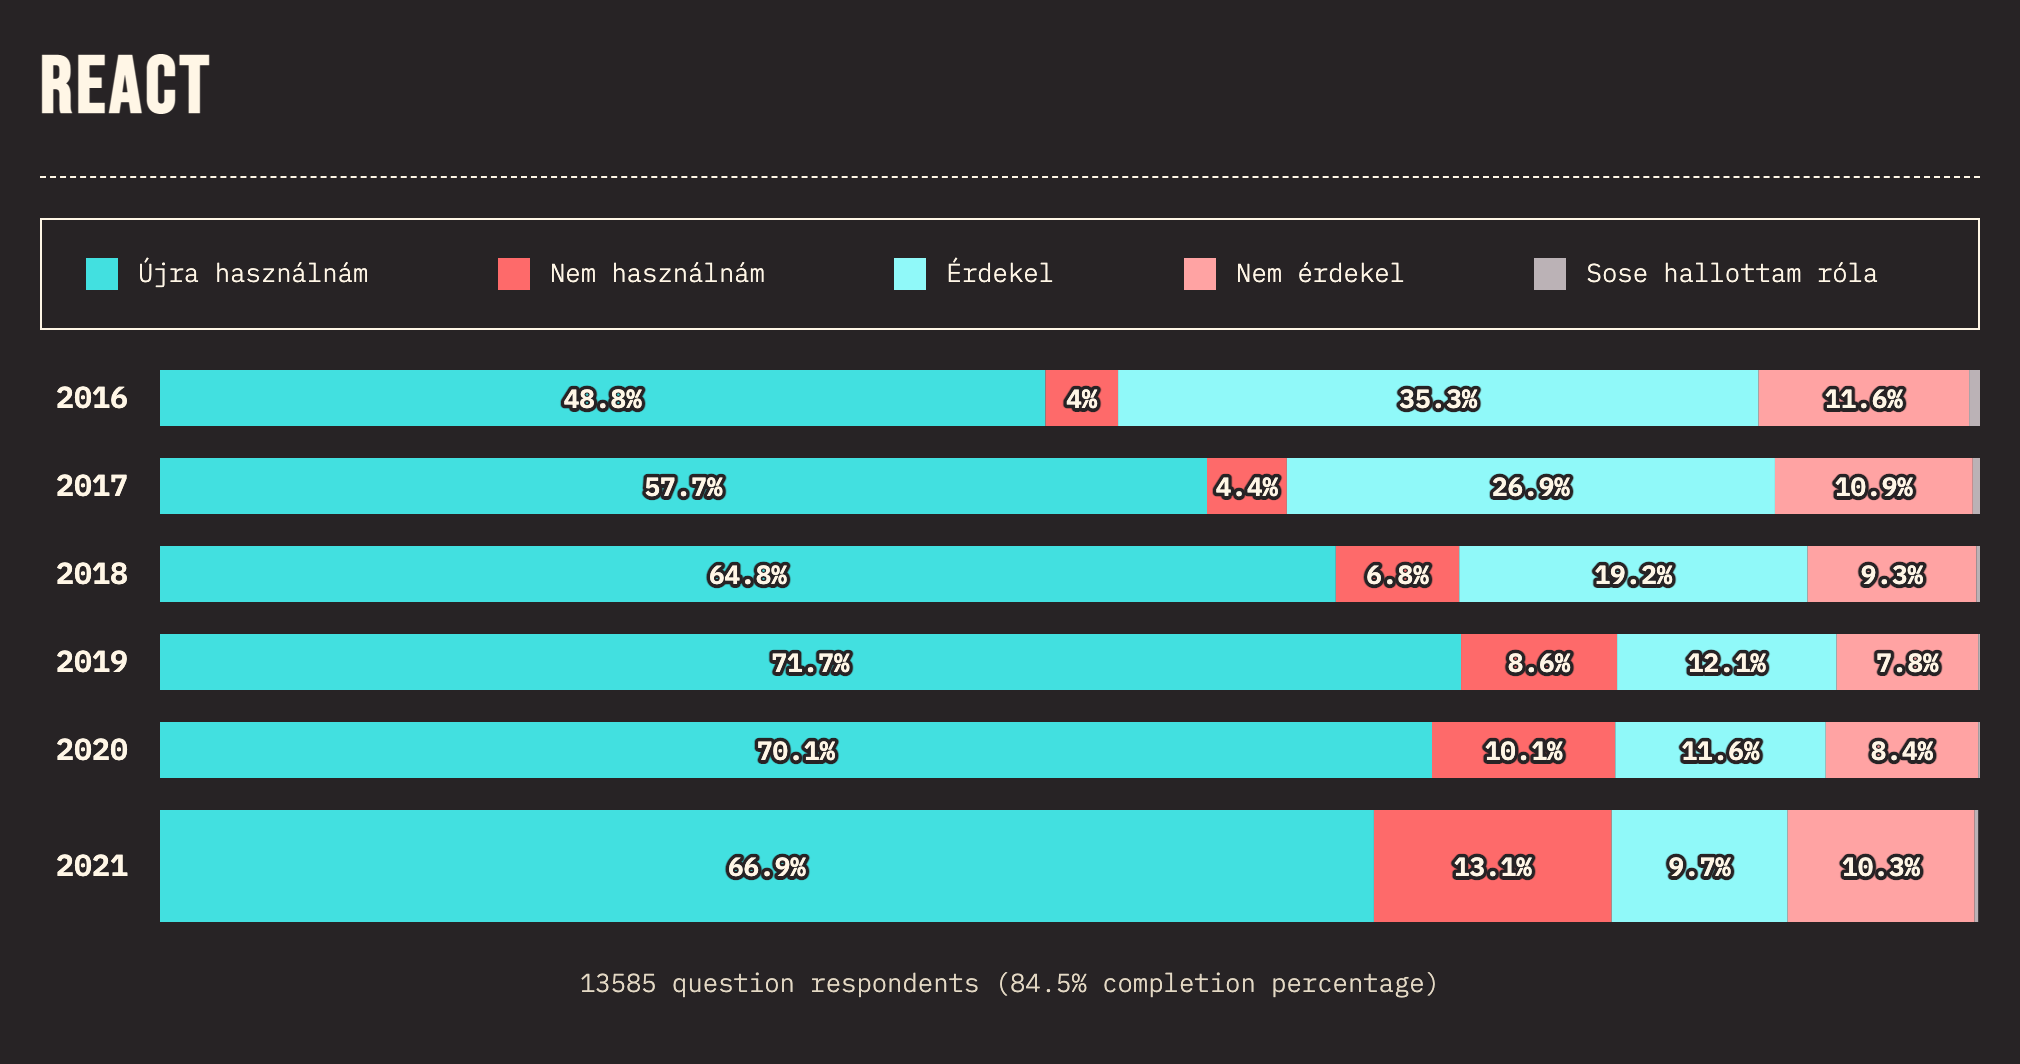 REACT
Újra használnám Nem használnám Érdekel Nem érdekel Sose hallottam róla
2016 48.8% 4% 35.3% 11.6%
2017 57.7% 4.4% 26.9% 10.9%
2018 64.8% 6.8% 19.2% 9.3%
2019 71.7% 8.6% 12.1% 7.8%
2020 70.1% 10.1% 11.6% 8.4%
2021 66.9% 13.1% 9.7% 10.3%
13585 question respondents (84.5% completion percentage)